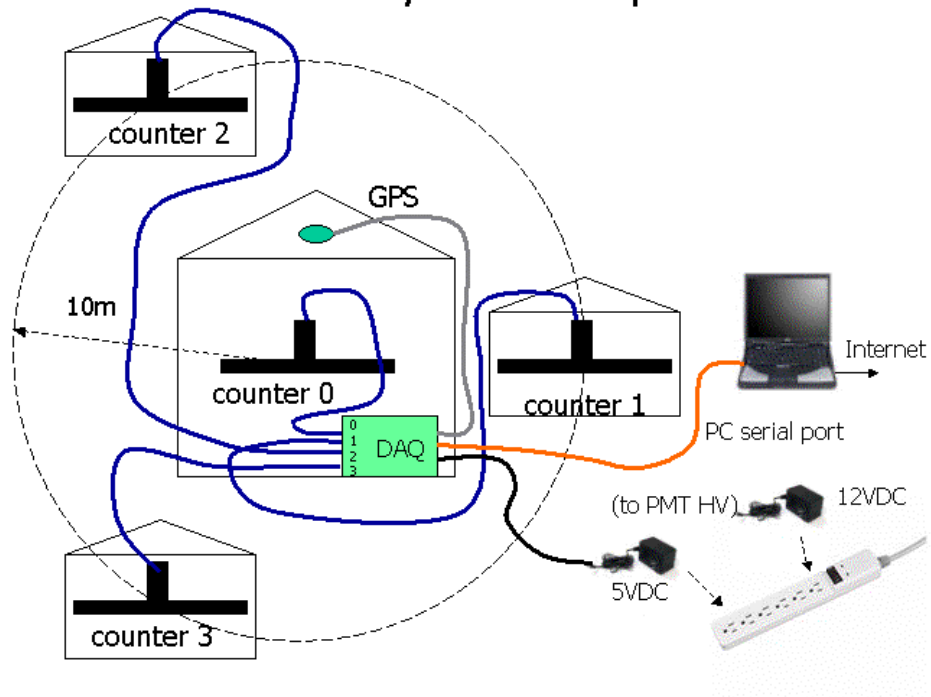 counter 2
GPS
10m
counter 0
counter 1
Internet
0
1
2
3
DAQ
PC serial port
(to PMT HV)
12VDC
5VDC
counter 3